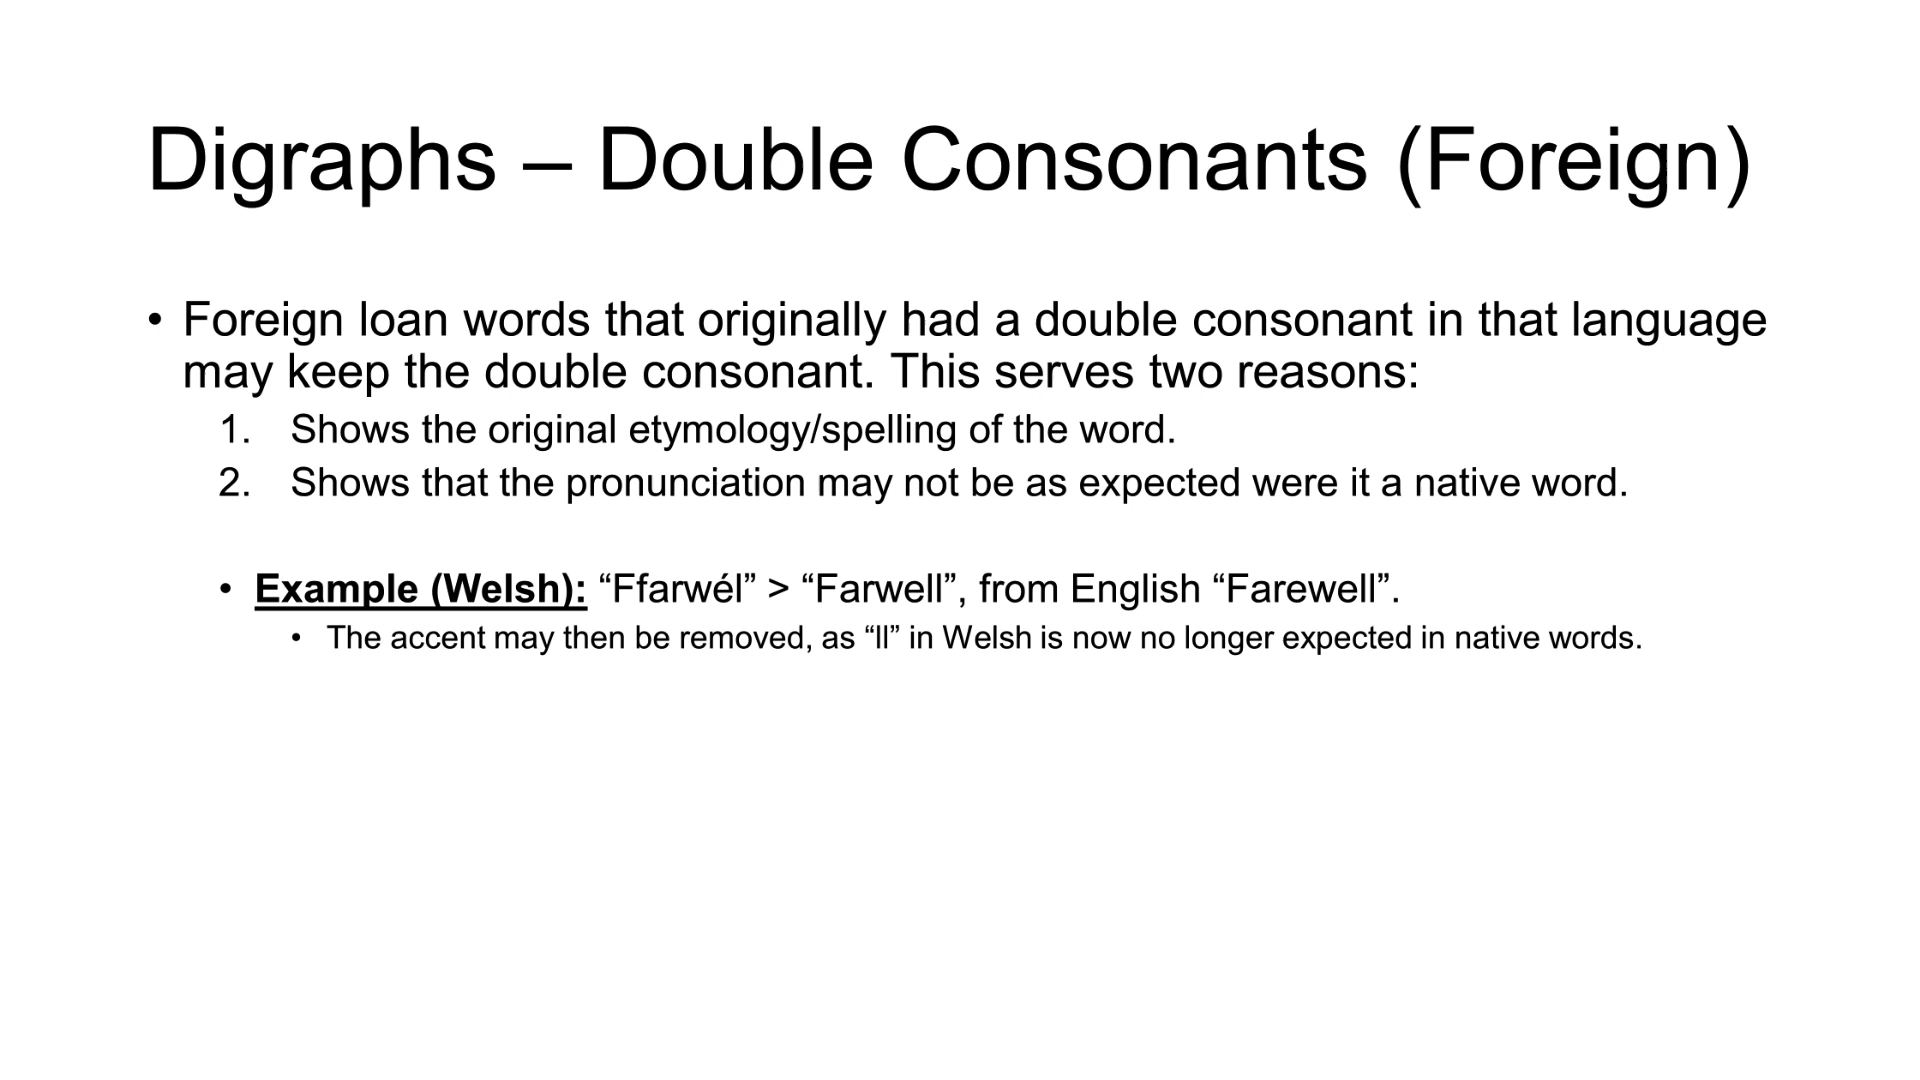 Digraphs – Double Consonants (Foreign)
• Foreign loan words that originally had a double consonant in that language
may keep the double consonant. This serves two reasons:
1. Shows the original etymology/spelling of the word.
2. Shows that the pronunciation may not be as expected were it a native word.
• Example (Welsh): “Ffarwél” > “Farwell”, from English “Farewell”.
• The accent may then be removed, as “ll” in Welsh is now no longer expected in native words.